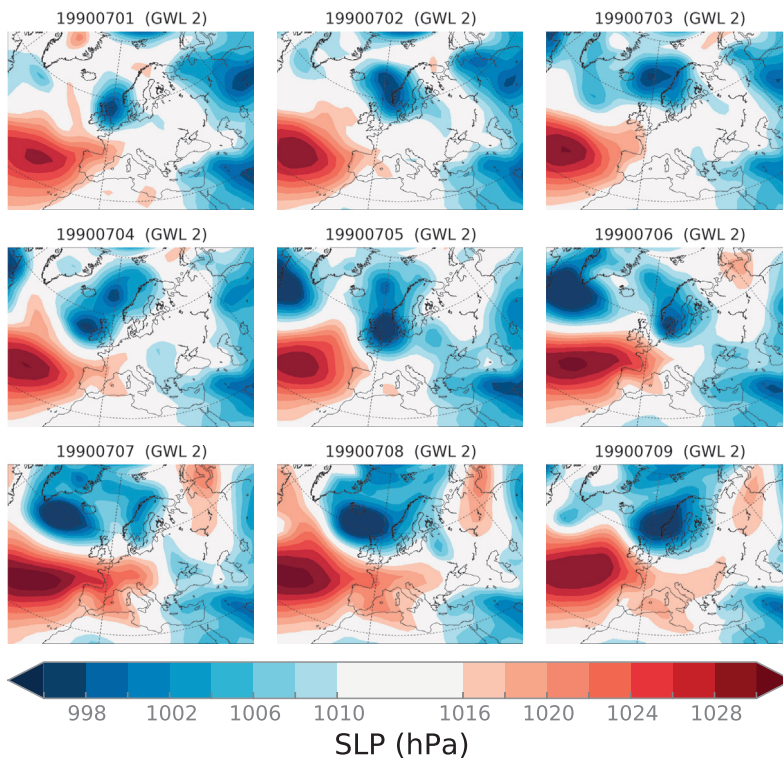 19900701 (GWL 2) 19900702 (GWL 2) 19900703 (GWL 2)
19900704 (GWL 2) 19900705 (GWL 2) 19900706 (GWL 2)
19900707 (GWL 2) 19900708 (GWL 2) 19900709 (GWL 2)
998 1002 1006 1010 1016 1020 1024 1028
SLP (hPa)